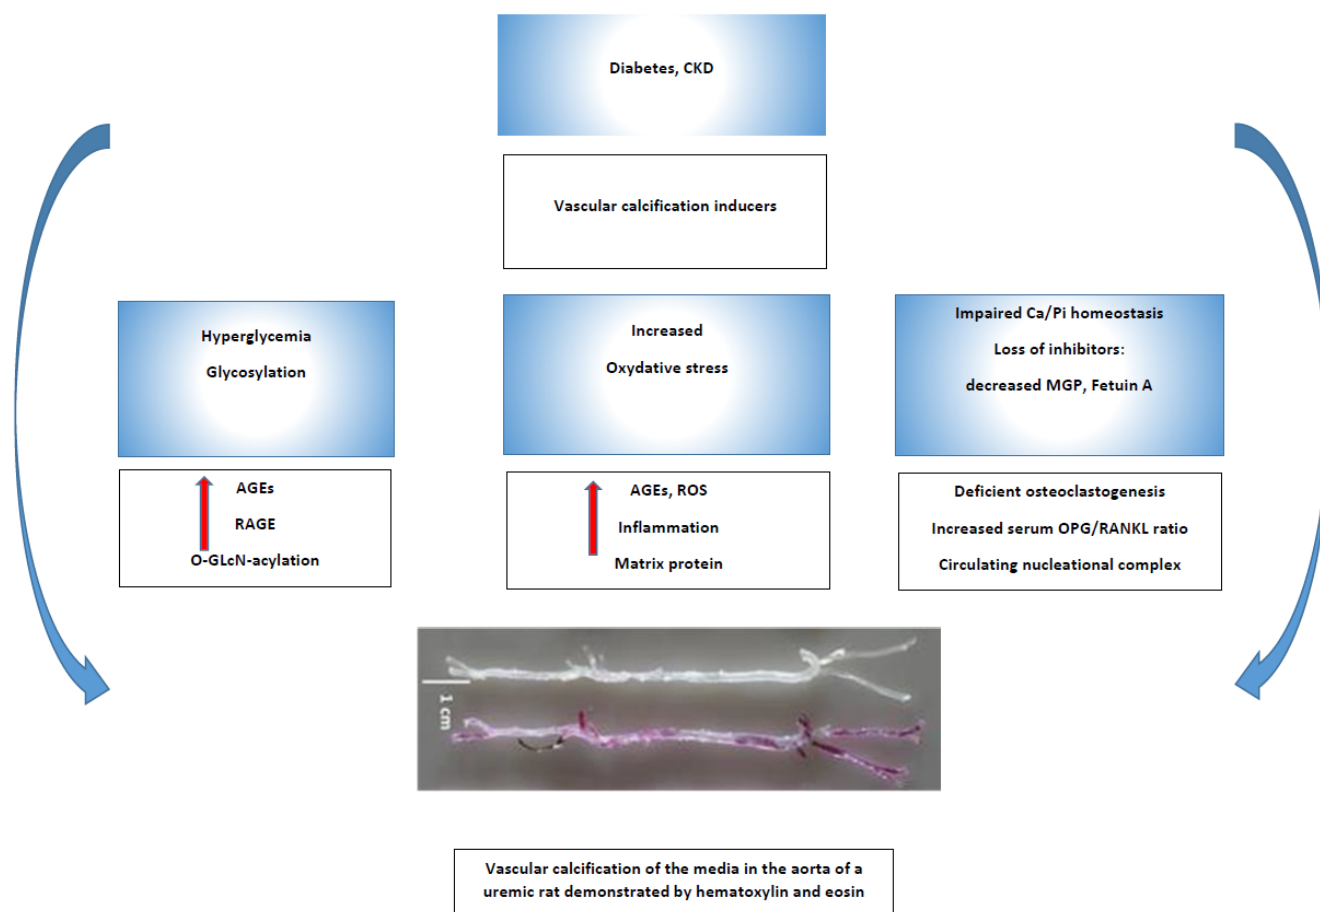 Diabetes, CKD
Vascular calcification inducers
Hyperglycemia
Glycosylation
Increased
Oxydative stress
Impaired Ca/Pi homeostasis
Loss of inhibitors:
decreased MGP, Fetuin A
AGEs
RAGE
O-GLcN-acylation
AGEs, ROS
Inflammation
Matrix protein
Deficient osteoclastogenesis
Increased serum OPG/RANKL ratio
Circulating nucleational complex
1 cm
Vascular calcification of the media in the aorta of a
uremic rat demonstrated by hematoxylin and eosin